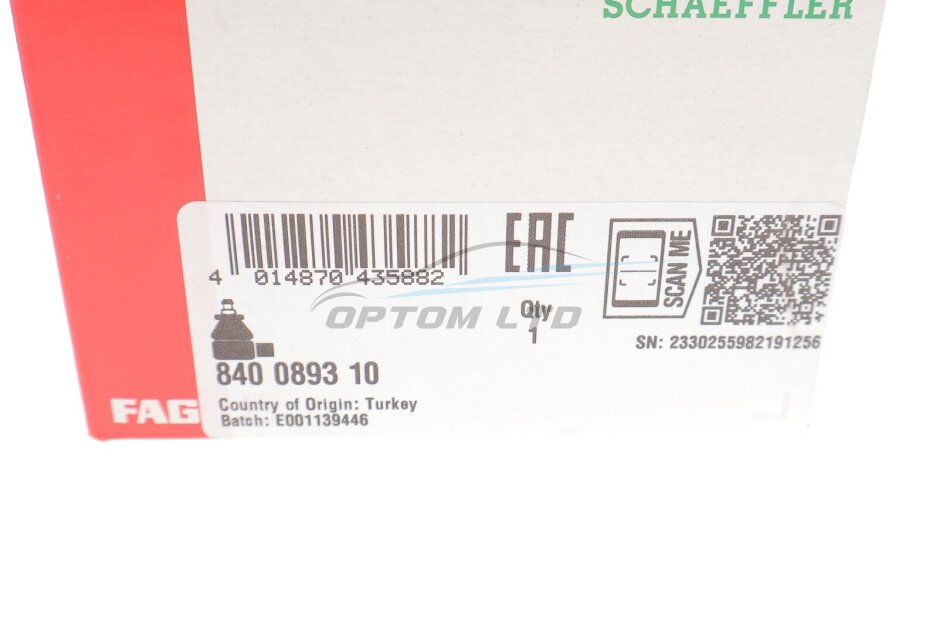 SCHAEFFLER
4 014870 435882
EAC
SCAN ME
OPTOM LTD
Qty
1
SN: 2330255982191256
840 0893 10
Country of Origin: Turkey
Batch: E001139446
FAG